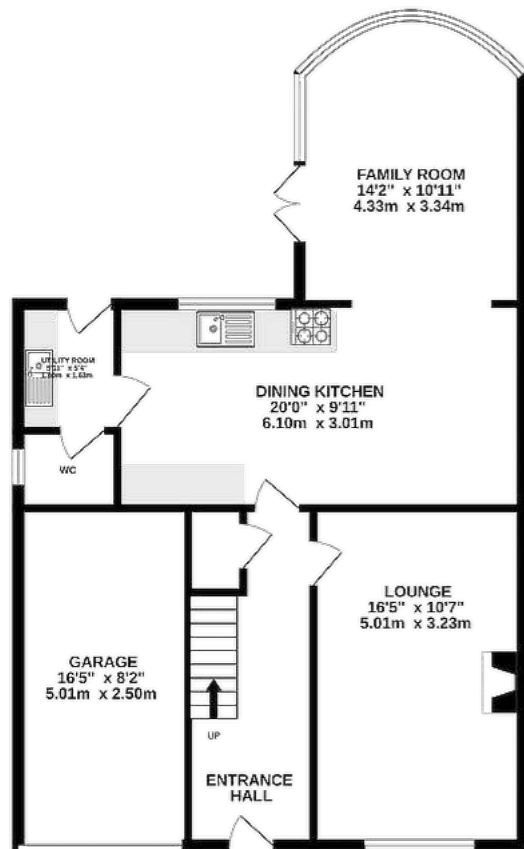 FAMILY ROOM
14'2" x 10'11"
4.33m x 3.34m
UTILITY ROOM
WC
DINING KITCHEN
20'0" x 9'11"
6.10m x 3.01m
LOUNGE
16'5" x 10'7"
5.01m x 3.23m
GARAGE
16'5" x 8'2"
5.01m x 2.50m
UP
ENTRANCE
HALL